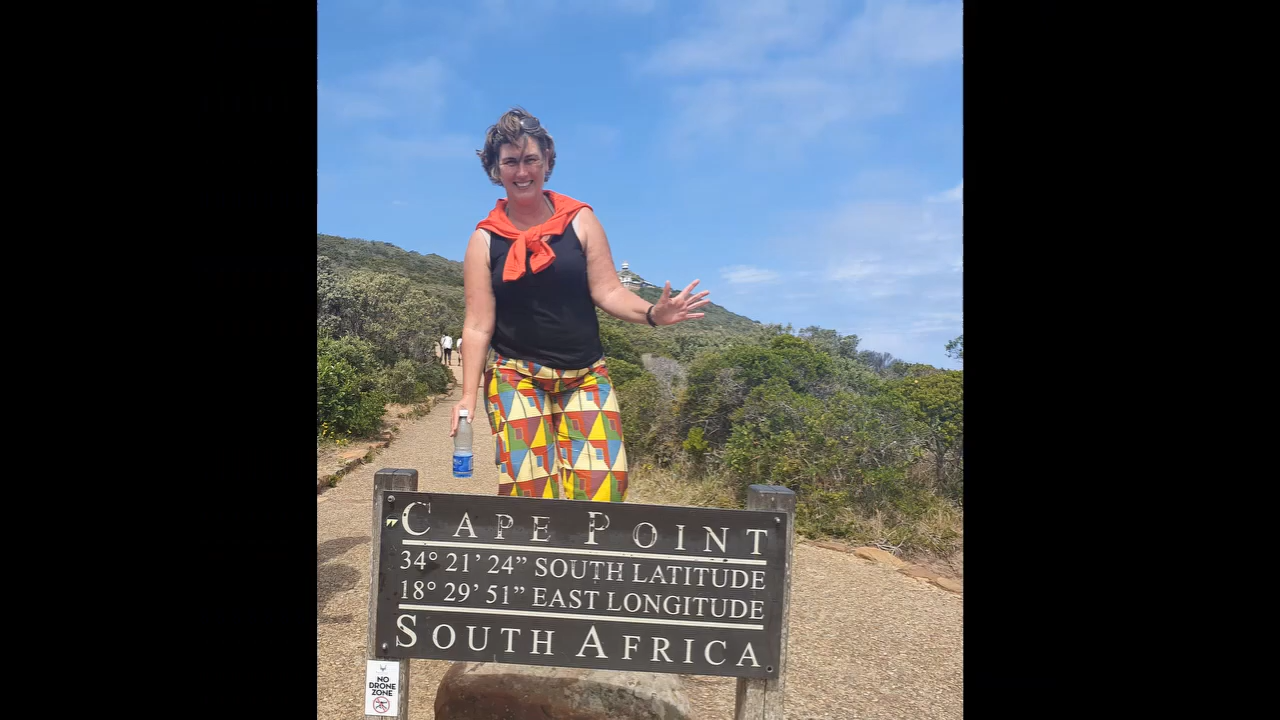 CAPE POINT
34° 21' 24" SOUTH LATITUDE
18° 29' 51" EAST LONGITUDE
SOUTH AFRICA
NO
DRONE
ZONE